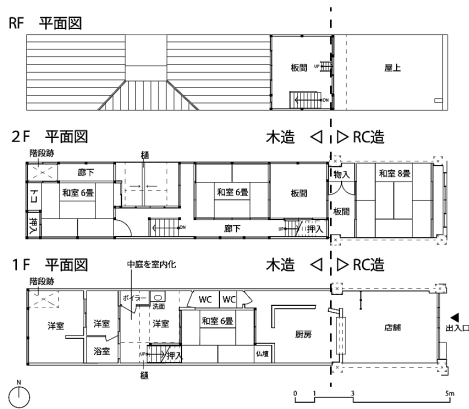 RF 平面図
板間
UP
DN
屋上
2F 平面図
木造
RC造
階段跡
樋
廊下
和室 6畳
和室 6畳
板間
物入
和室 8畳
トコ
押入
DN
廊下
UP
押入
板間
1F 平面図
中庭を室内化
木造
RC造
階段跡
ボイラー
洗面
WC
WC
洋室
洋室
洋室
和室 6畳
厨房
店舗
出入口
浴室
UP
押入
仏壇
樋
N
0 1 3 5m